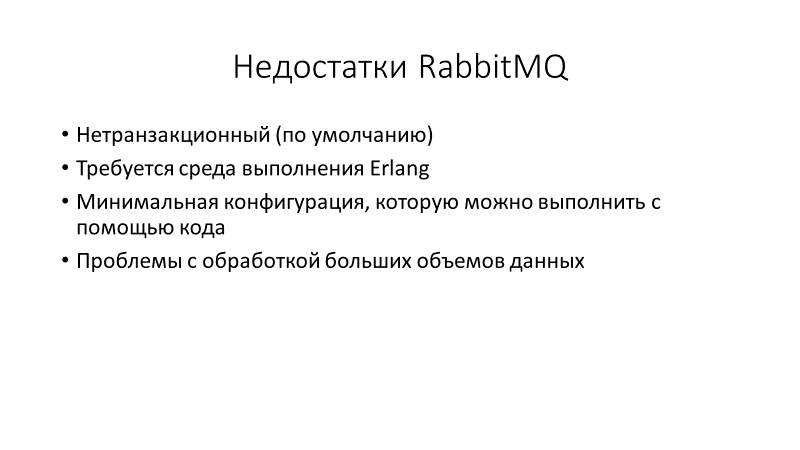 Недостатки RabbitMQ
• Нетранзакционный (по умолчанию)
• Требуется среда выполнения Erlang
• Минимальная конфигурация, которую можно выполнить с
помощью кода
• Проблемы с обработкой больших объемов данных